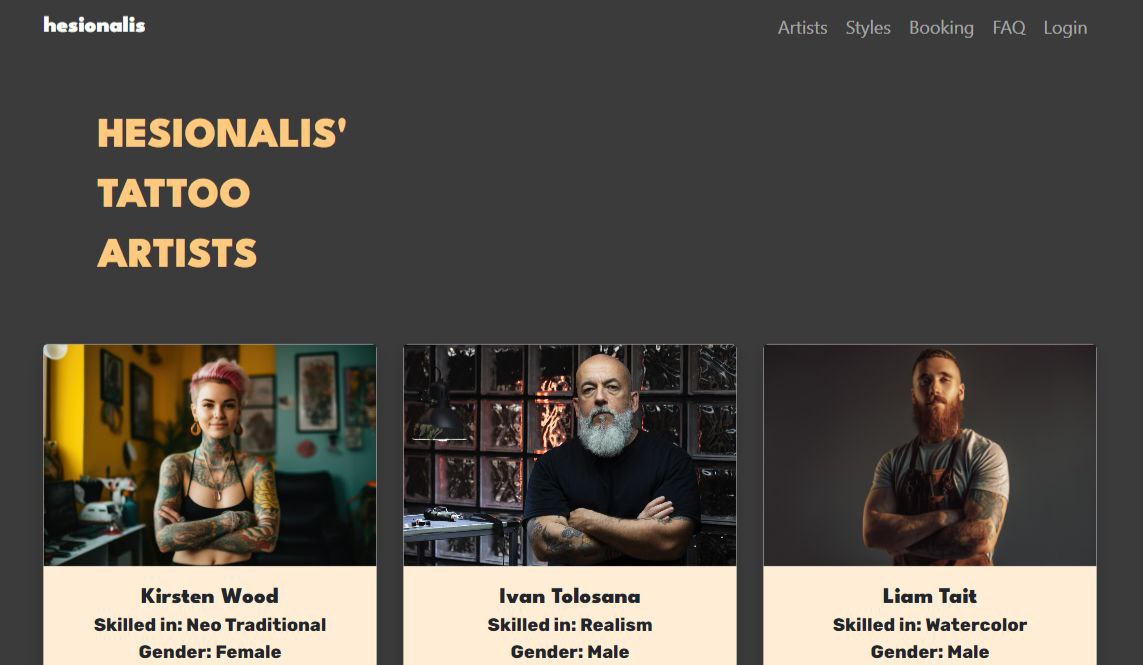 hesionalis
Artists Styles Booking FAQ Login
HESIONALIS'
TATTOO
ARTISTS
Kirsten Wood
Skilled in: Neo Traditional
Gender: Female
Ivan Tolosana
Skilled in: Realism
Gender: Male
Liam Tait
Skilled in: Watercolor
Gender: Male